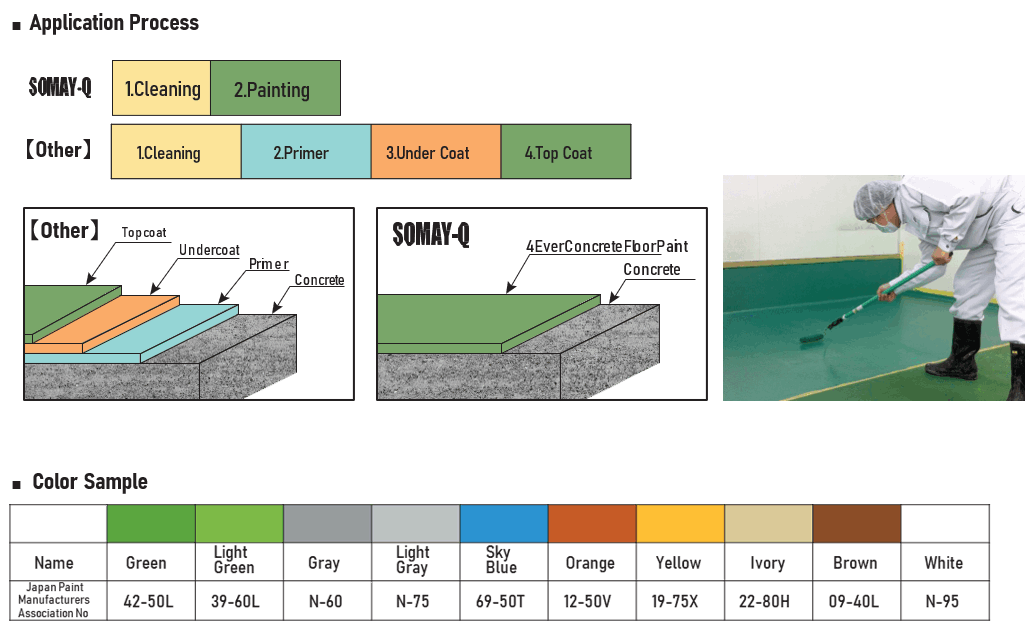 ■ Application Process
SOMAY-Q
1.Cleaning
2.Painting
【Other】
1.Cleaning
2.Primer
3.Under Coat
4.Top Coat
【Other】
Topcoat
Undercoat
Primer
Concrete
SOMAY-Q
4EverConcreteFloorPaint
Concrete
■ Color Sample
Name
Green
Light
Green
Gray
Light
Gray
Sky
Blue
Orange
Yellow
Ivory
Brown
White
Japan Paint
Manufacturers
Association No
42-50L
39-60L
N-60
N-75
69-50T
12-50V
19-75X
22-80H
09-40L
N-95